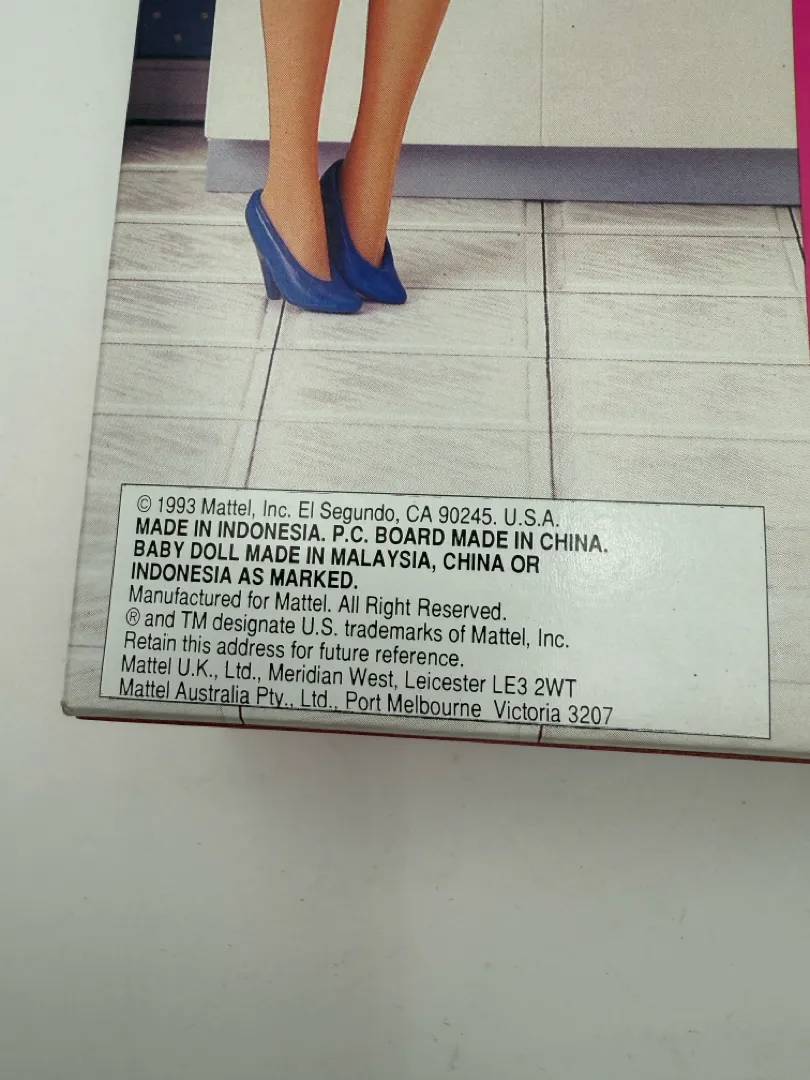 © 1993 Mattel, Inc. El Segundo, CA 90245. U.S.A.
MADE IN INDONESIA. P.C. BOARD MADE IN CHINA.
BABY DOLL MADE IN MALAYSIA, CHINA OR
INDONESIA AS MARKED.
Manufactured for Mattel. All Right Reserved.
® and TM designate U.S. trademarks of Mattel, Inc.
Retain this address for future reference.
Mattel U.K., Ltd., Meridian West, Leicester LE3 2WT
Mattel Australia Pty., Ltd., Port Melbourne Victoria 3207